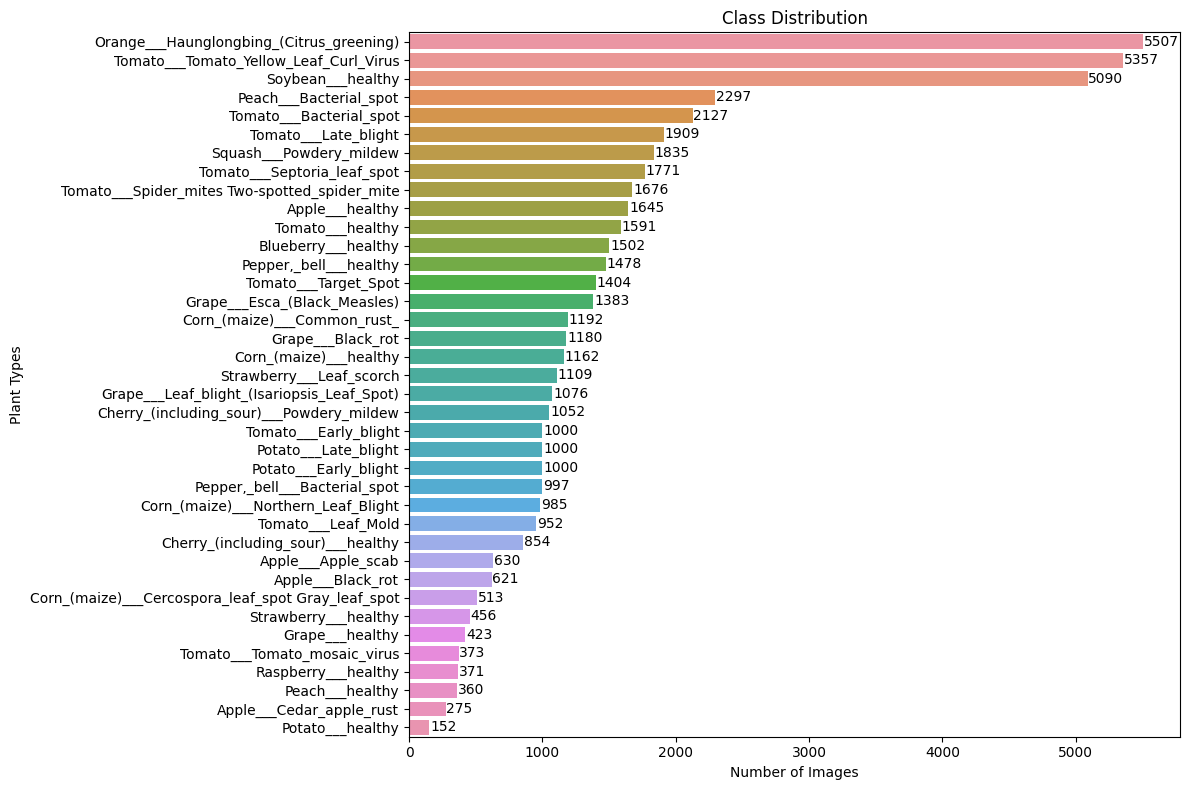 Class Distribution
Orange___Haunglongbing_(Citrus_greening) 5507
Tomato___Tomato_Yellow_Leaf_Curl_Virus 5357
Soybean___healthy 5090
Peach___Bacterial_spot 2297
Tomato___Bacterial_spot 2127
Tomato___Late_blight 1909
Squash___Powdery_mildew 1835
Tomato___Septoria_leaf_spot 1771
Tomato___Spider_mites Two-spotted_spider_mite 1676
Apple___healthy 1645
Tomato___healthy 1591
Blueberry___healthy 1502
Pepper,_bell___healthy 1478
Tomato___Target_Spot 1404
Grape___Esca_(Black_Measles) 1383
Corn_(maize)___Common_rust_ 1192
Grape___Black_rot 1180
Corn_(maize)___healthy 1162
Strawberry___Leaf_scorch 1109
Grape___Leaf_blight_(Isariopsis_Leaf_Spot) 1076
Cherry_(including_sour)___Powdery_mildew 1052
Tomato___Early_blight 1000
Potato___Late_blight 1000
Potato___Early_blight 1000
Pepper,_bell___Bacterial_spot 997
Corn_(maize)___Northern_Leaf_Blight 985
Tomato___Leaf_Mold 952
Cherry_(including_sour)___healthy 854
Apple___Apple_scab 630
Apple___Black_rot 621
Corn_(maize)___Cercospora_leaf_spot Gray_leaf_spot 513
Strawberry___healthy 456
Grape___healthy 423
Tomato___Tomato_mosaic_virus 373
Raspberry___healthy 371
Peach___healthy 360
Apple___Cedar_apple_rust 275
Potato___healthy 152
Plant Types
0 1000 2000 3000 4000 5000
Number of Images